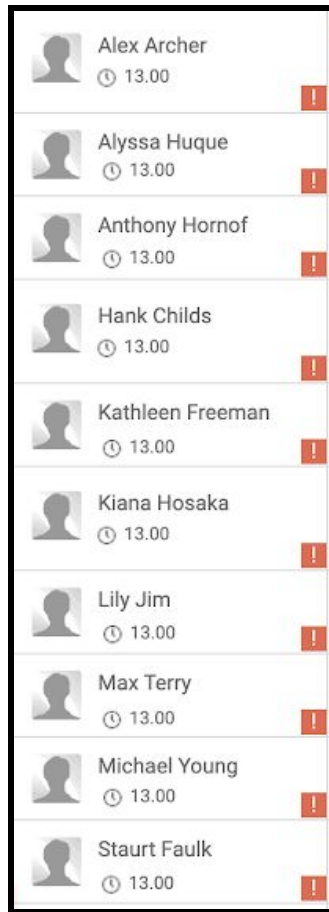 Alex Archer
13.00
!
Alyssa Huque
13.00
!
Anthony Hornof
13.00
!
Hank Childs
13.00
!
Kathleen Freeman
13.00
!
Kiana Hosaka
13.00
!
Lily Jim
13.00
!
Max Terry
13.00
!
Michael Young
13.00
!
Staurt Faulk
13.00
!